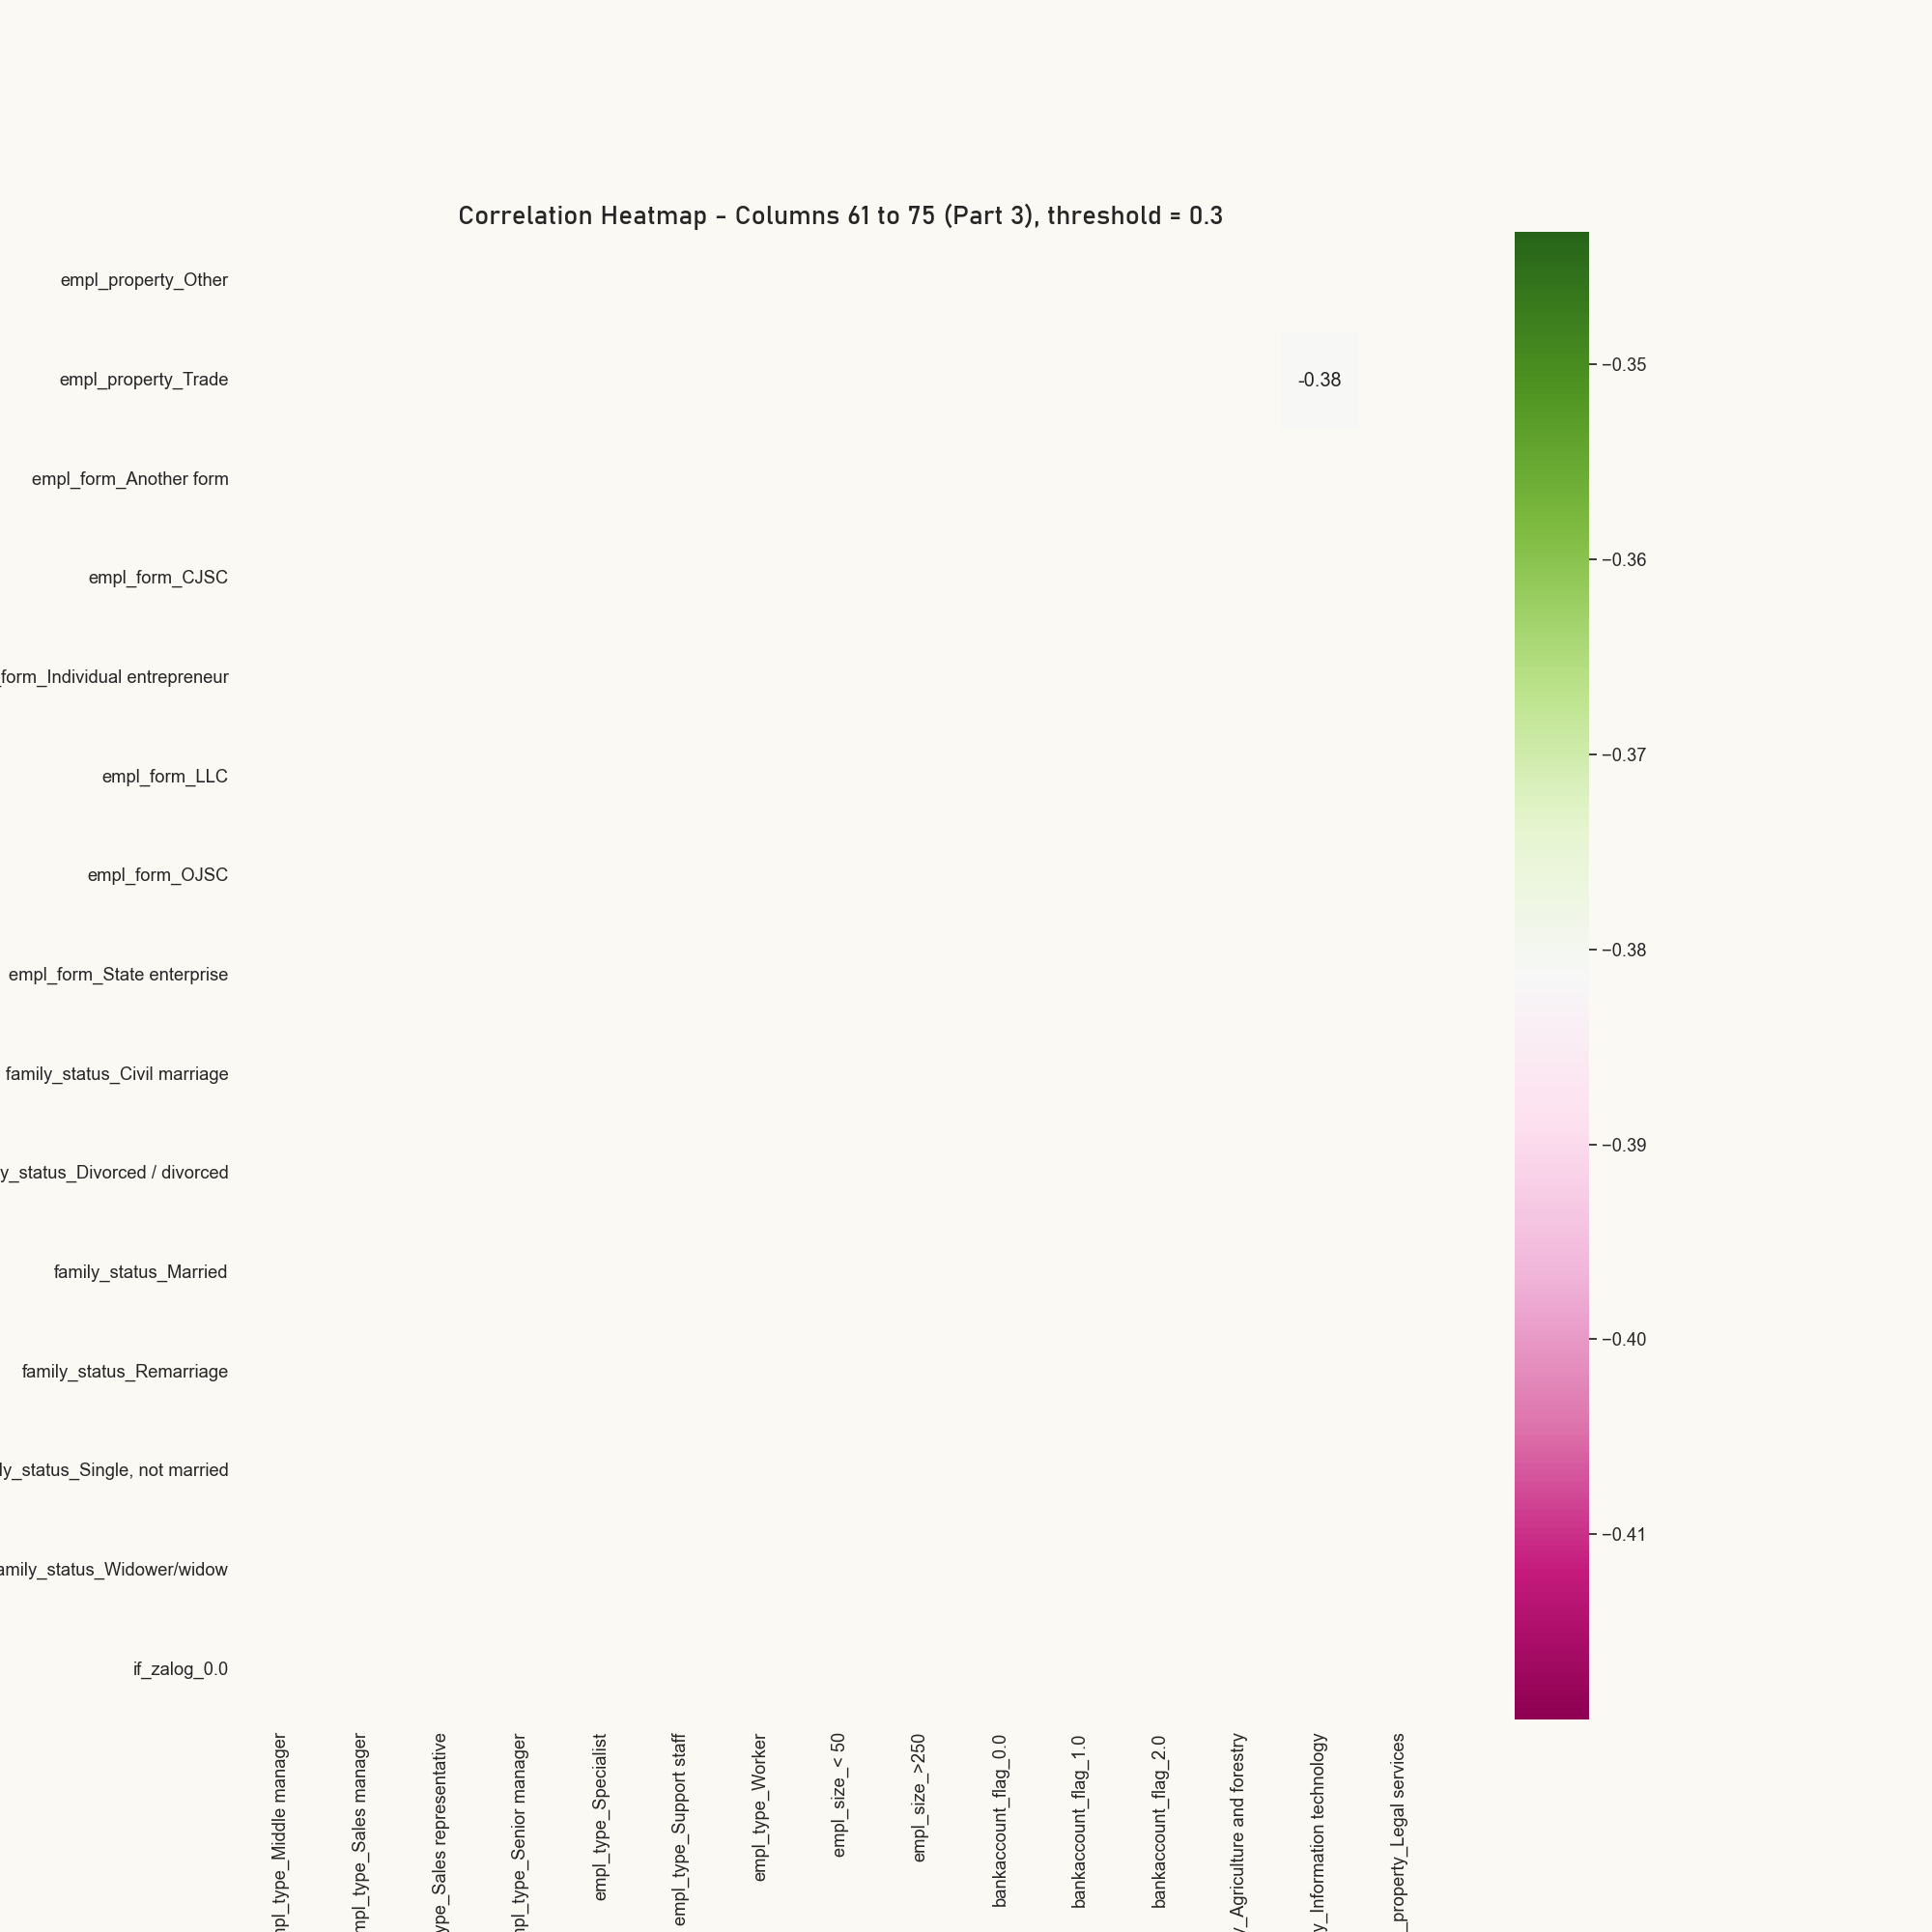 Correlation Heatmap - Columns 61 to 75 (Part 3), threshold = 0.3
empl_property_Other
empl_property_Trade
empl_form_Another form
empl_form_CJSC
form_Individual entrepreneur
empl_form_LLC
empl_form_OJSC
empl_form_State enterprise
family_status_Civil marriage
y_status_Divorced / divorced
family_status_Married
family_status_Remarriage
ly_status_Single, not married
amily_status_Widower/widow
if_zalog_0.0
-0.38
−0.35
−0.36
−0.37
−0.38
−0.39
−0.40
−0.41
mpl_type_Middle manager
mpl_type_Sales manager
ype_Sales representative
mpl_type_Senior manager
empl_type_Specialist
empl_type_Support staff
empl_type_Worker
empl_size_< 50
empl_size_>250
bankaccount_flag_0.0
bankaccount_flag_1.0
bankaccount_flag_2.0
y_Agriculture and forestry
y_Information technology
_property_Legal services